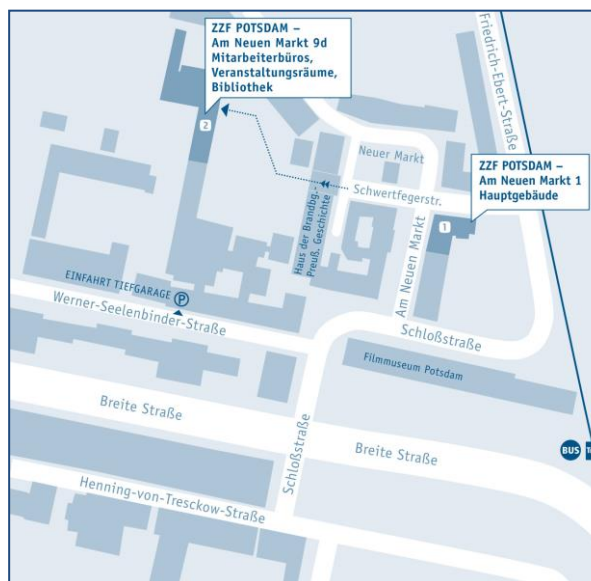 ZZF POTSDAM –
Am Neuen Markt 9d
Mitarbeiterbüros,
Veranstaltungsräume,
Bibliothek
Friedrich-Ebert-Straße
2
Neuer Markt
ZZF POTSDAM –
Am Neuen Markt 1
Hauptgebäude
Schwertfegerstr.
Haus der Brandbg.-
Preuß. Geschichte
1
Am Neuen Markt
EINFAHRT TIEFGARAGE P
Werner-Seelenbinder-Straße
Schloßstraße
Filmmuseum Potsdam
Breite Straße
Breite Straße
Schloßstraße
BUS
Henning-von-Tresckow-Straße